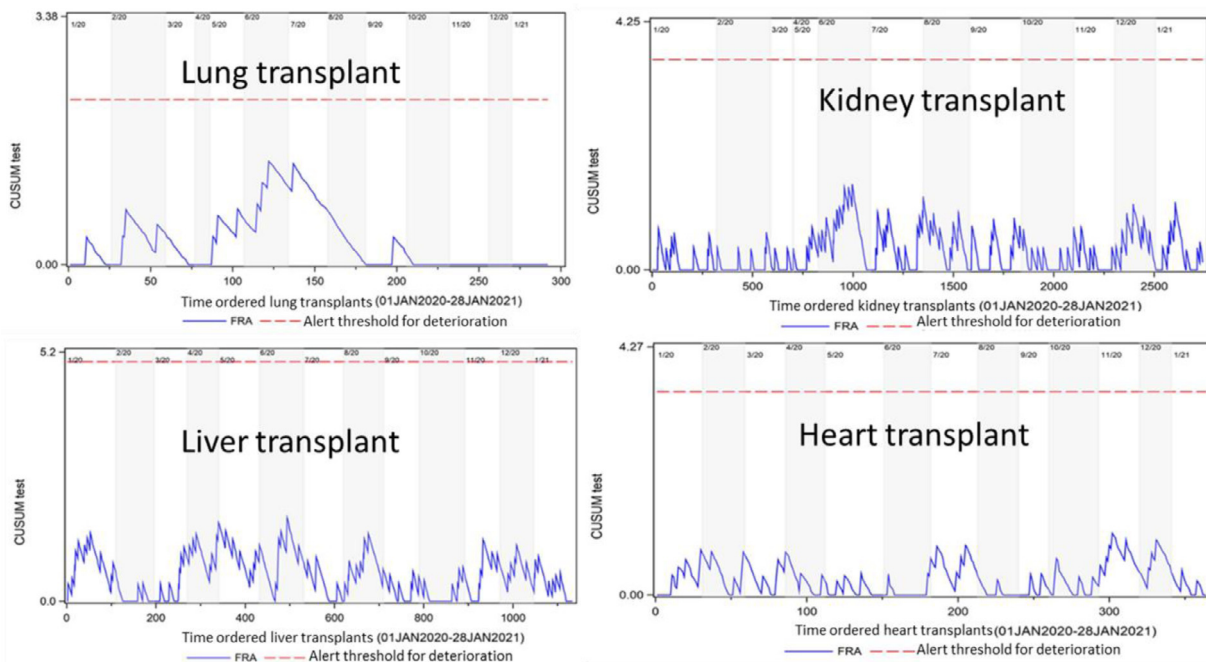 3.38
1/20 2/20 3/20 4/20 5/20 6/20 7/20 8/20 9/20 10/20 11/20 12/20 1/21
Lung transplant
CUSUM test
0.00
0 50 100 150 200 250 300
Time ordered lung transplants (01JAN2020-28JAN2021)
FRA Alert threshold for deterioration
4.25
1/20 2/20 3/20 4/20 5/20 6/20 7/20 8/20 9/20 10/20 11/20 12/20 1/21
Kidney transplant
CUSUM test
0.00
0 500 1000 1500 2000 2500
Time ordered kidney transplants (01JAN2020-28JAN2021)
FRA Alert threshold for deterioration
5.2
1/20 2/20 3/20 4/20 5/20 6/20 7/20 8/20 9/20 10/20 11/20 12/20 1/21
Liver transplant
CUSUM test
0.0
0 200 400 600 800 1000
Time ordered liver transplants (01JAN2020-28JAN2021)
FRA Alert threshold for deterioration
4.27
1/20 2/20 3/20 4/20 5/20 6/20 7/20 8/20 9/20 10/20 11/20 12/20 1/21
Heart transplant
CUSUM test
0.00
0 100 200 300
Time ordered heart transplants (01JAN2020-28JAN2021)
FRA Alert threshold for deterioration